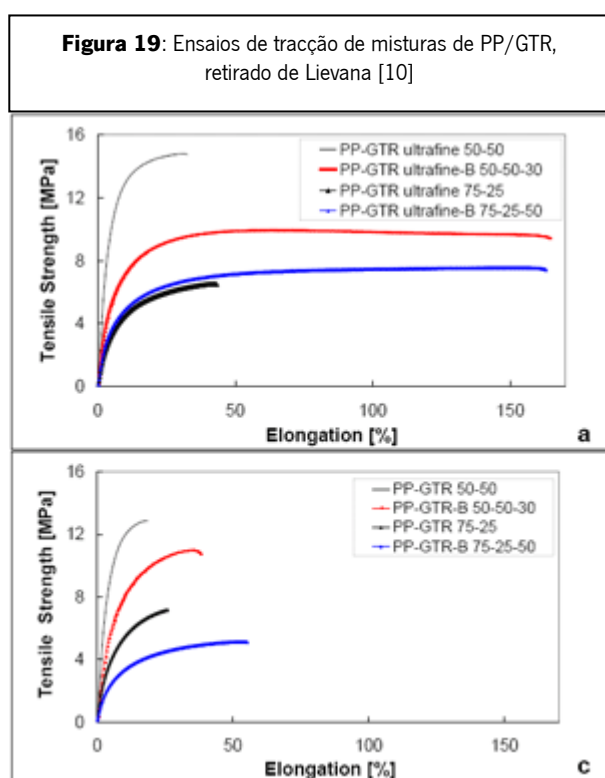 Figura 19: Ensaios de tracção de misturas de PP/GTR,
retirado de Lievana [10]
Tensile Strength [MPa]
16
12
8
4
0
PP-GTR ultrafine 50-50
PP-GTR ultrafine-B 50-50-30
PP-GTR ultrafine 75-25
PP-GTR ultrafine-B 75-25-50
0
50
100
150
Elongation [%]
a
Tensile Strength [MPa]
16
12
8
4
0
PP-GTR 50-50
PP-GTR-B 50-50-30
PP-GTR 75-25
PP-GTR-B 75-25-50
0
50
100
150
Elongation [%]
c